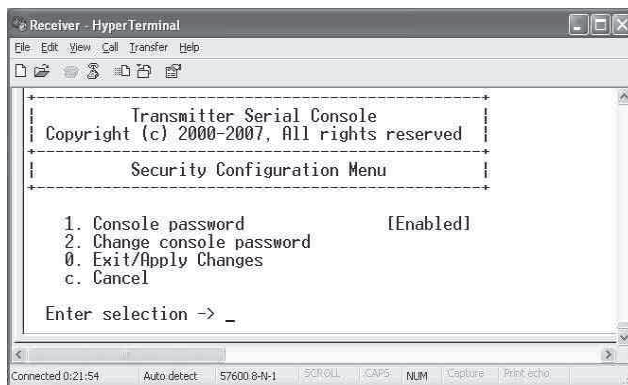 Receiver - HyperTerminal
File Edit View Call Transfer Help
Transmitter Serial Console
Copyright (c) 2000-2007, All rights reserved
Security Configuration Menu
1. Console password [Enabled]
2. Change console password
0. Exit/Apply Changes
c. Cancel
Enter selection -> _
Connected 0:21:54 Auto detect 57600 8-N-1 SCROLL CAPS NUM Capture Print echo